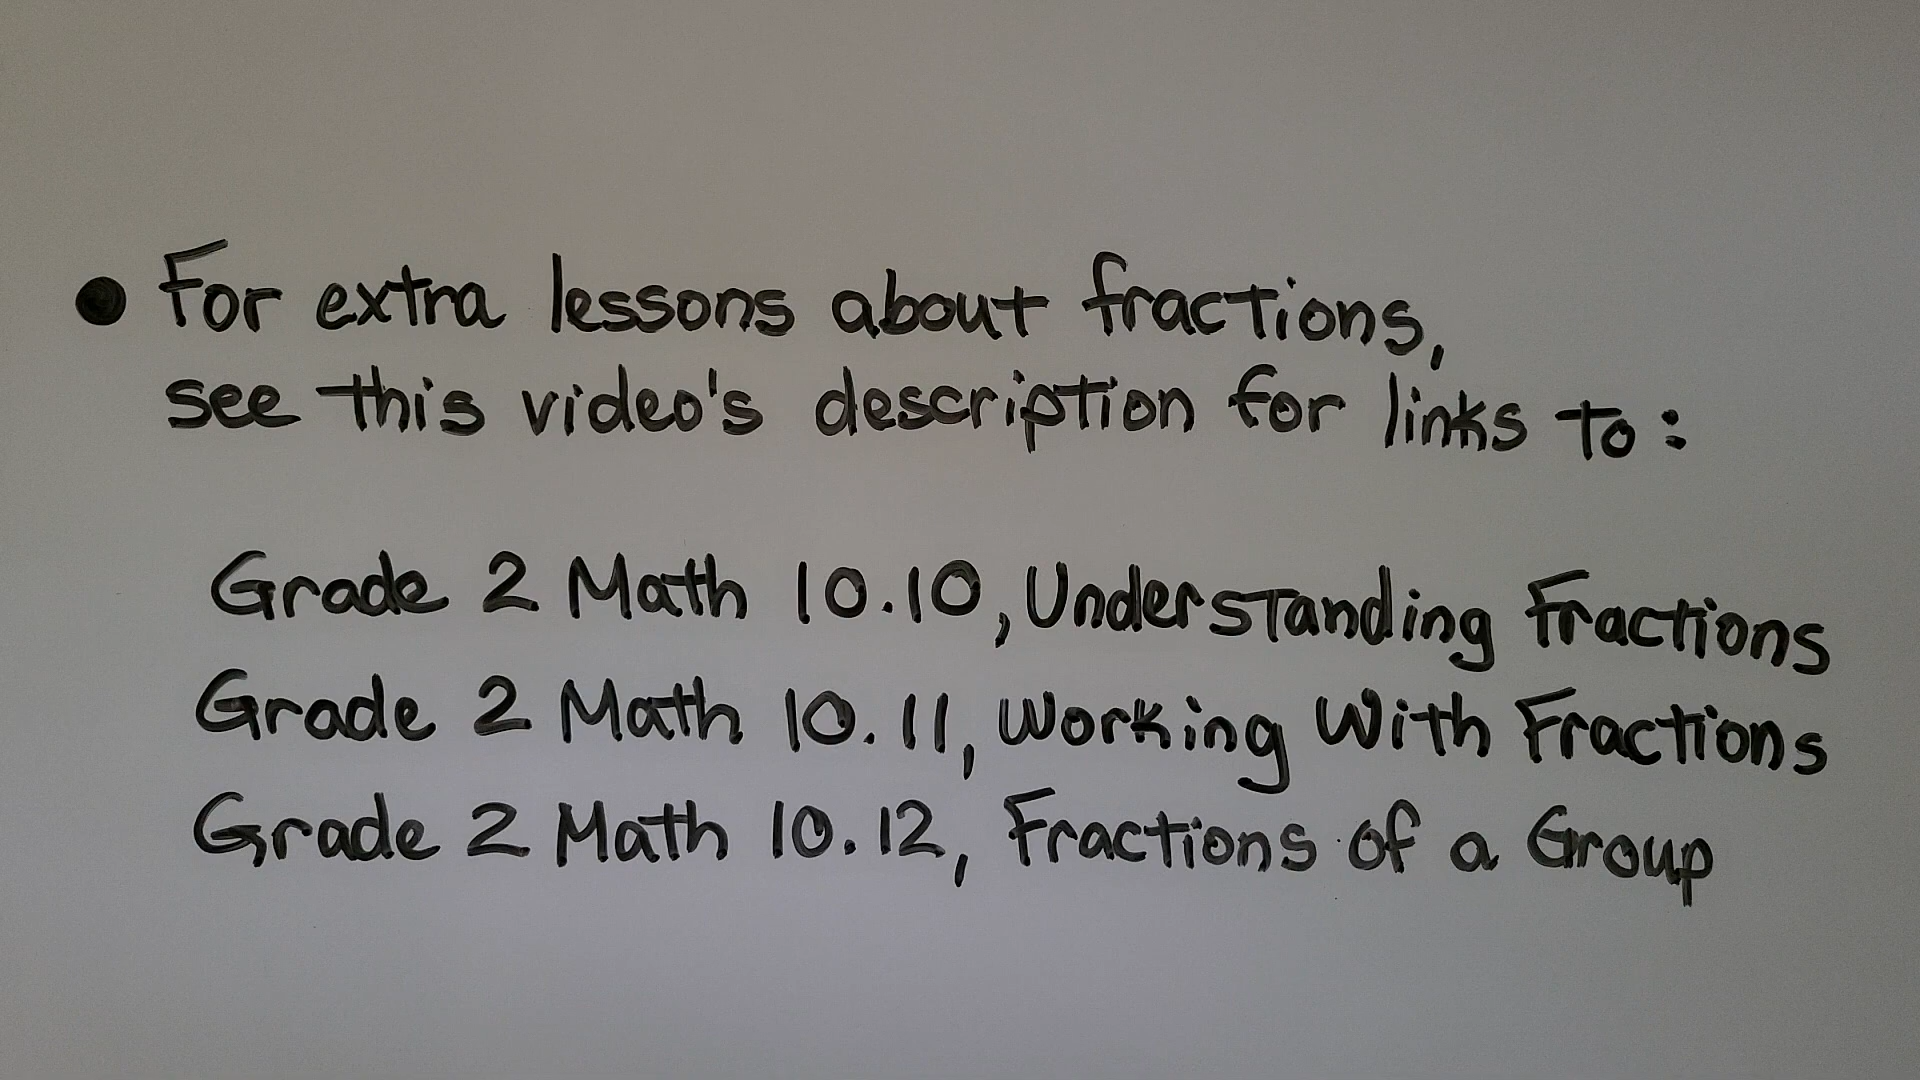 • For extra lessons about fractions,
see this video's description for links to:
Grade 2 Math 10.10, Understanding Fractions
Grade 2 Math 10.11, Working With Fractions
Grade 2 Math 10.12, Fractions of a Group